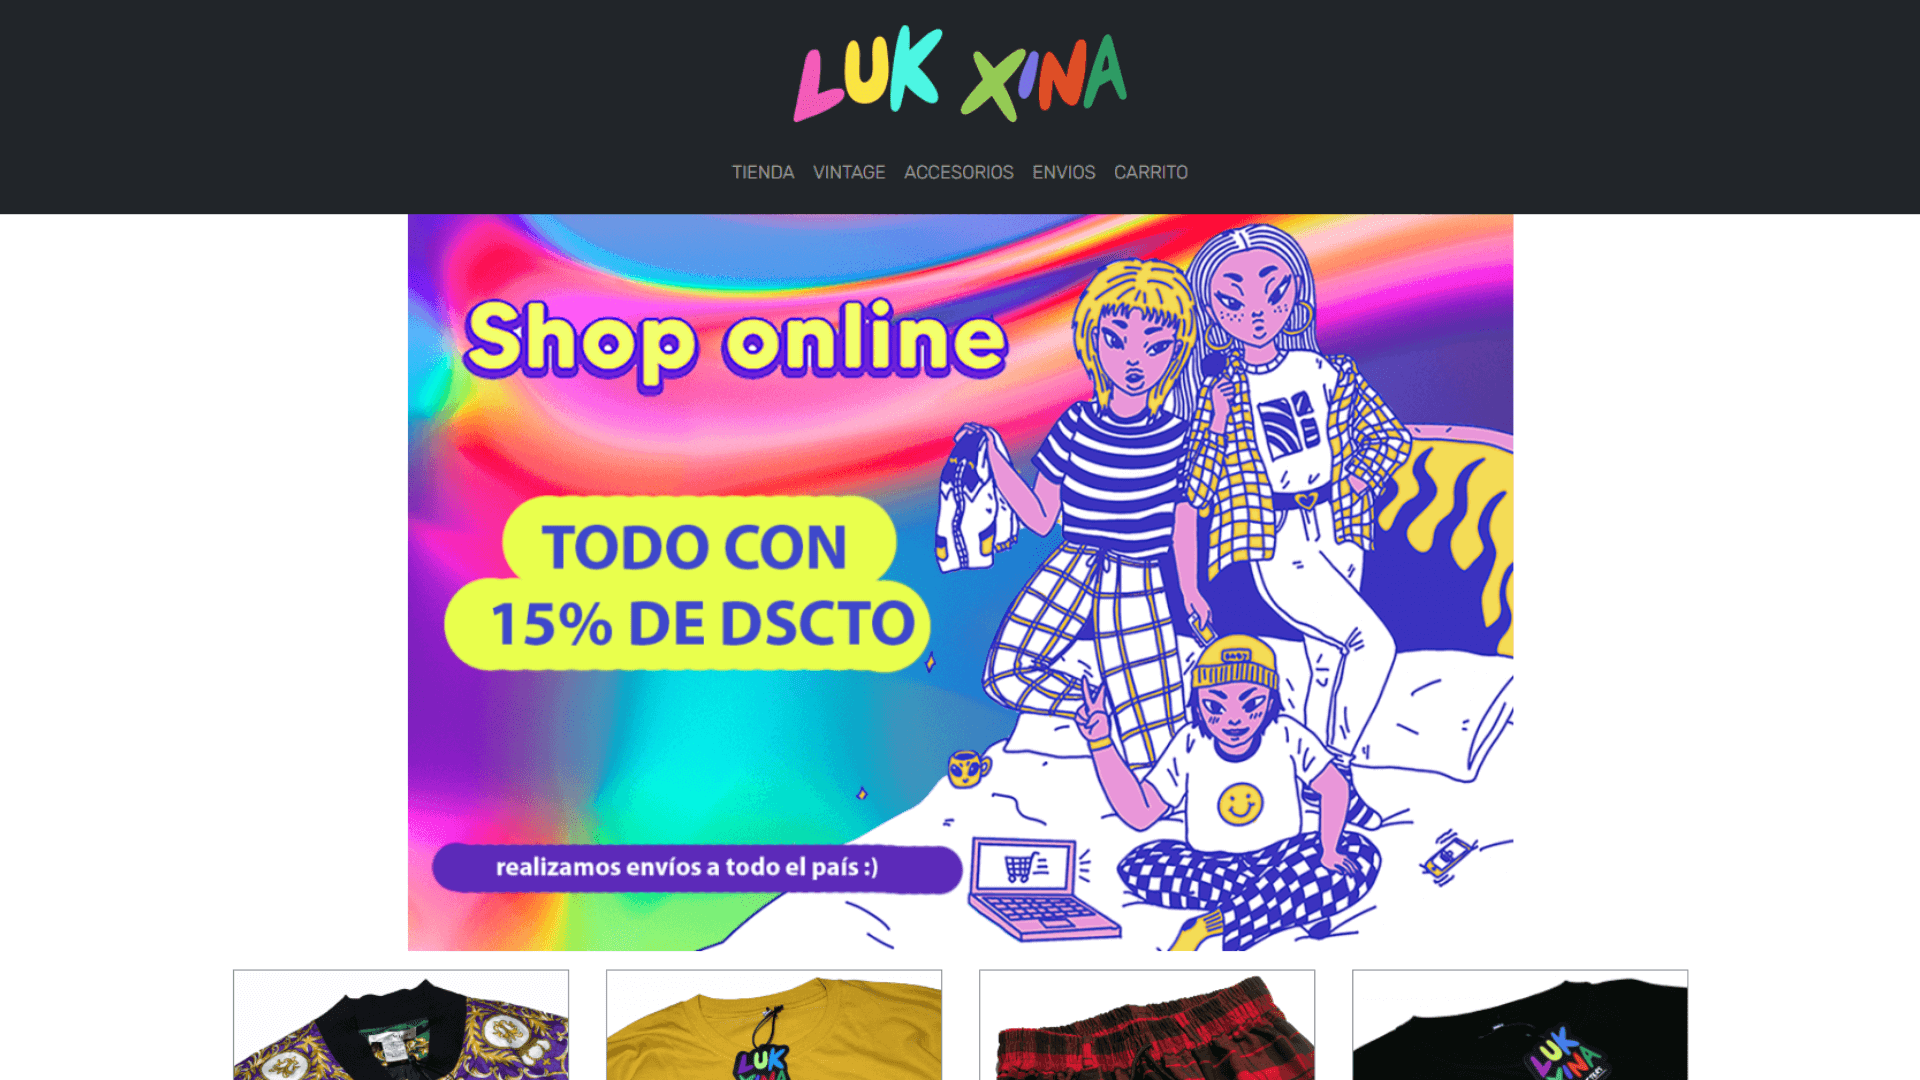 LUK XINA
TIENDA VINTAGE ACCESORIOS ENVIOS CARRITO
Shop online
TODO CON
15% DE DSCTO
realizamos envíos a todo el país :)
LUK
XINA
LUK
XINA